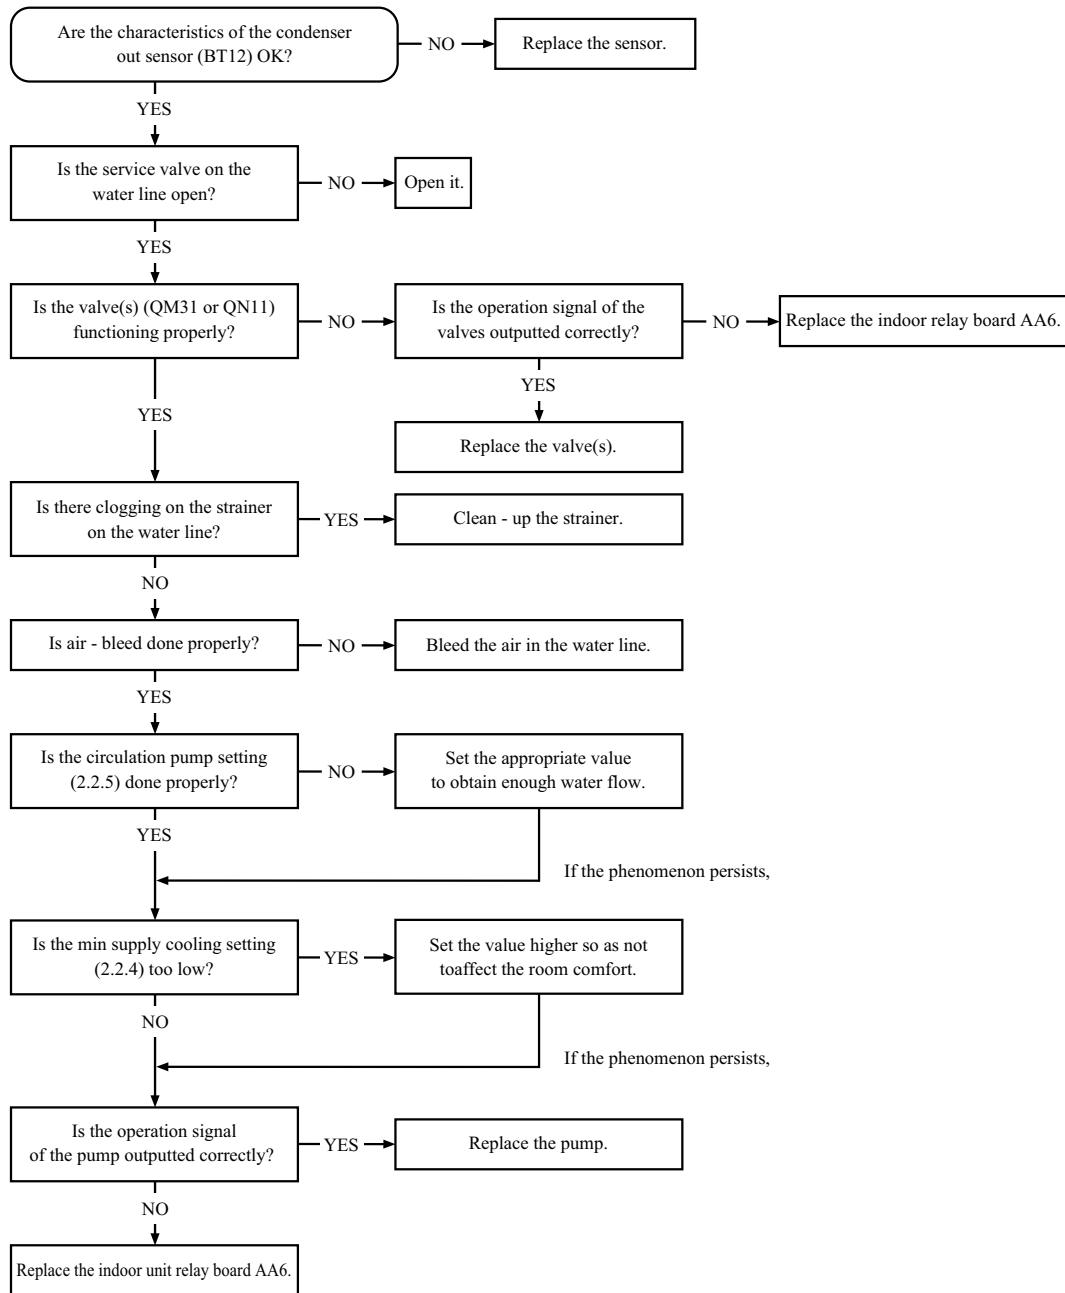 Are the characteristics of the condenser
out sensor (BT12) OK?
NO
Replace the sensor.
YES
Is the service valve on the
water line open?
NO
Open it.
YES
Is the valve(s) (QM31 or QN11)
functioning properly?
NO
Is the operation signal of the
valves outputted correctly?
NO
Replace the indoor relay board AA6.
YES
Replace the valve(s).
YES
Is there clogging on the strainer
on the water line?
YES
Clean - up the strainer.
NO
Is air - bleed done properly?
NO
Bleed the air in the water line.
YES
Is the circulation pump setting
(2.2.5) done properly?
NO
Set the appropriate value
to obtain enough water flow.
YES
If the phenomenon persists,
Is the min supply cooling setting
(2.2.4) too low?
YES
Set the value higher so as not
toaffect the room comfort.
NO
If the phenomenon persists,
Is the operation signal
of the pump outputted correctly?
YES
Replace the pump.
NO
Replace the indoor unit relay board AA6.